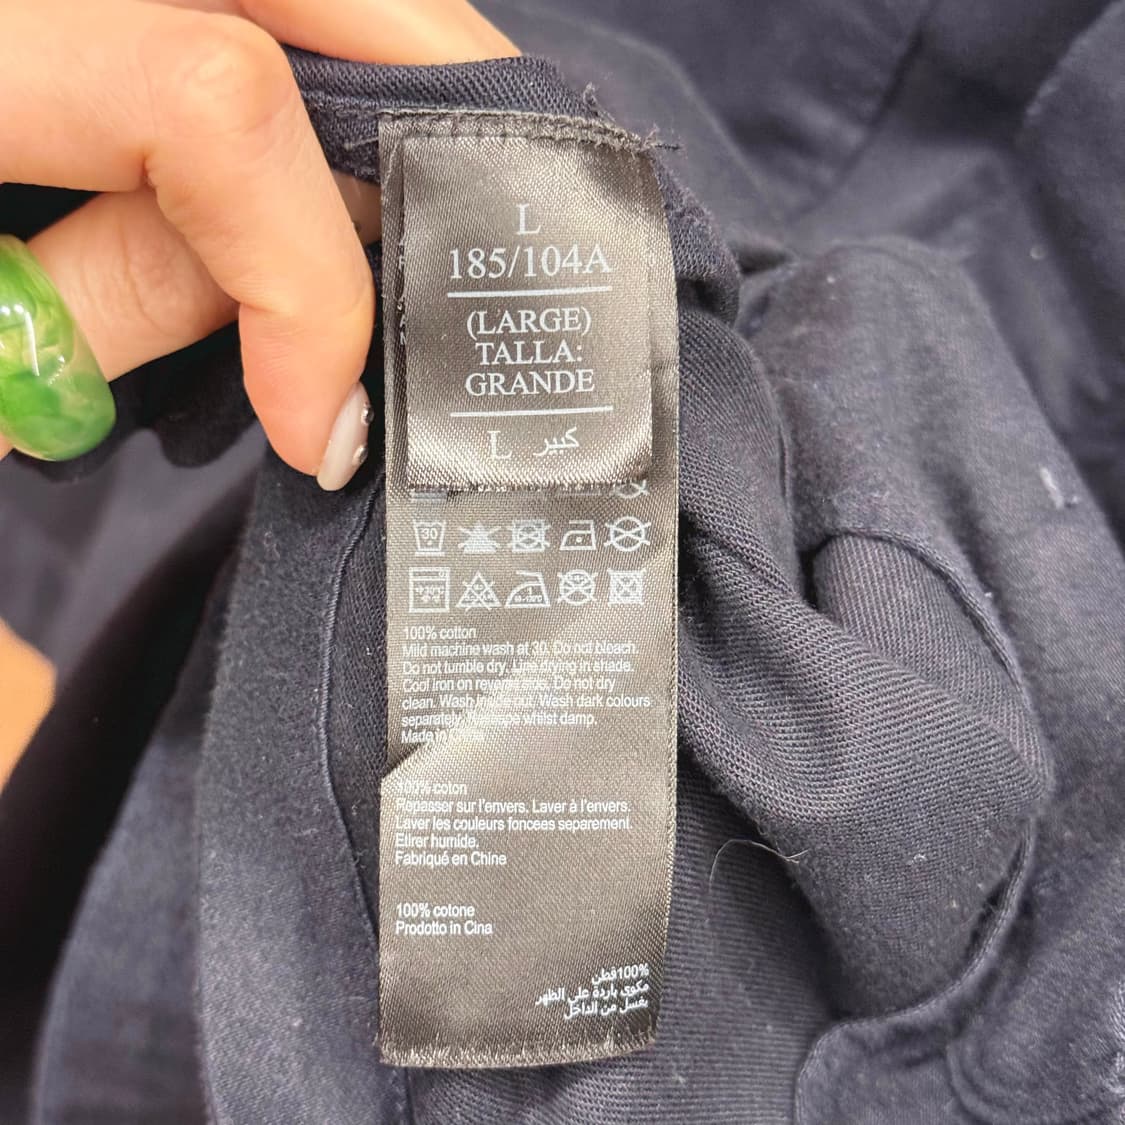 L
185/104A
(LARGE)
TALLA:
GRANDE
L كبير
30
100% cotton
Mild machine wash at 30. Do not bleach.
Do not tumble dry. Line drying in shade.
Cool iron on reverse side. Do not dry
clean. Wash inside out. Wash dark colours
separately. Reshape whilst damp.
Made in
100% coton
Repasser sur l'envers. Laver à l'envers.
Laver les couleurs foncees separement.
Etirer humide.
Fabriqué en Chine
100% cotone
Prodotto in Cina
100%قطن
مكوى باردة على الظهر
يغسل من الداخل